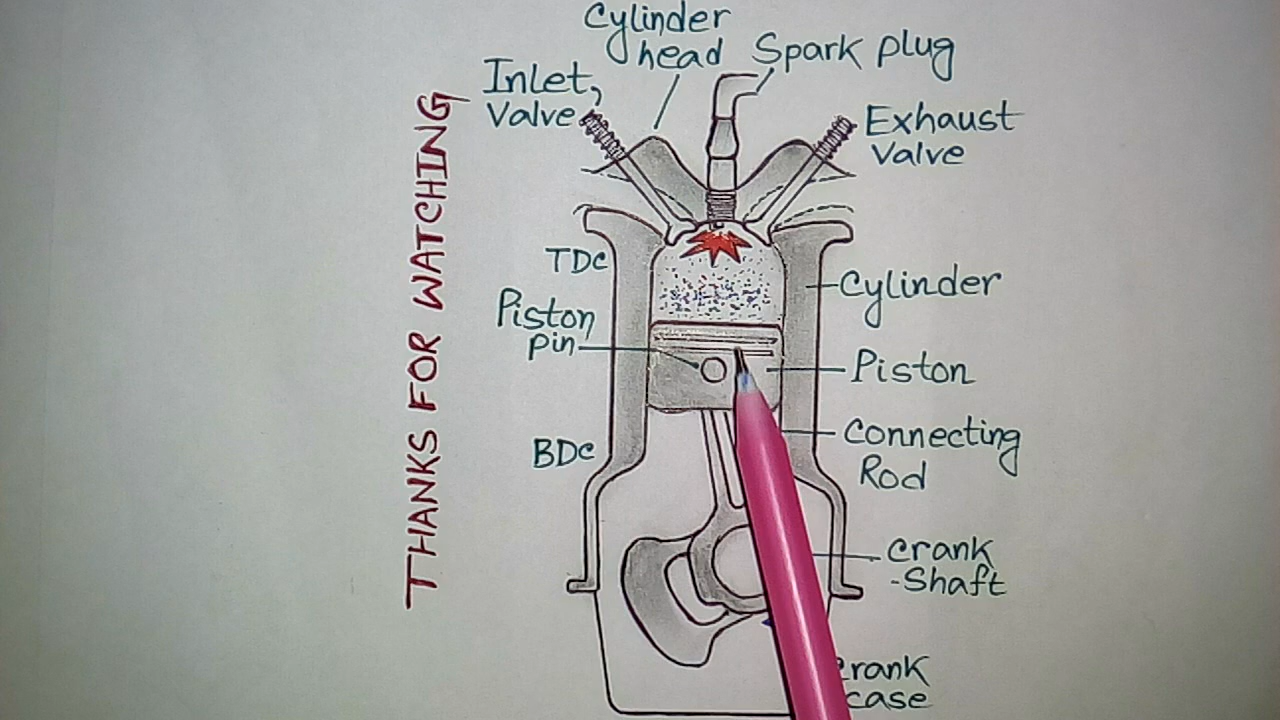 Cylinder
head
Spark plug
Inlet,
Valve
Exhaust
Valve
THANKS FOR WATCHING
TDC
Cylinder
Piston
pin
Piston
BDC
Connecting
Rod
Crank
-Shaft
crank
case